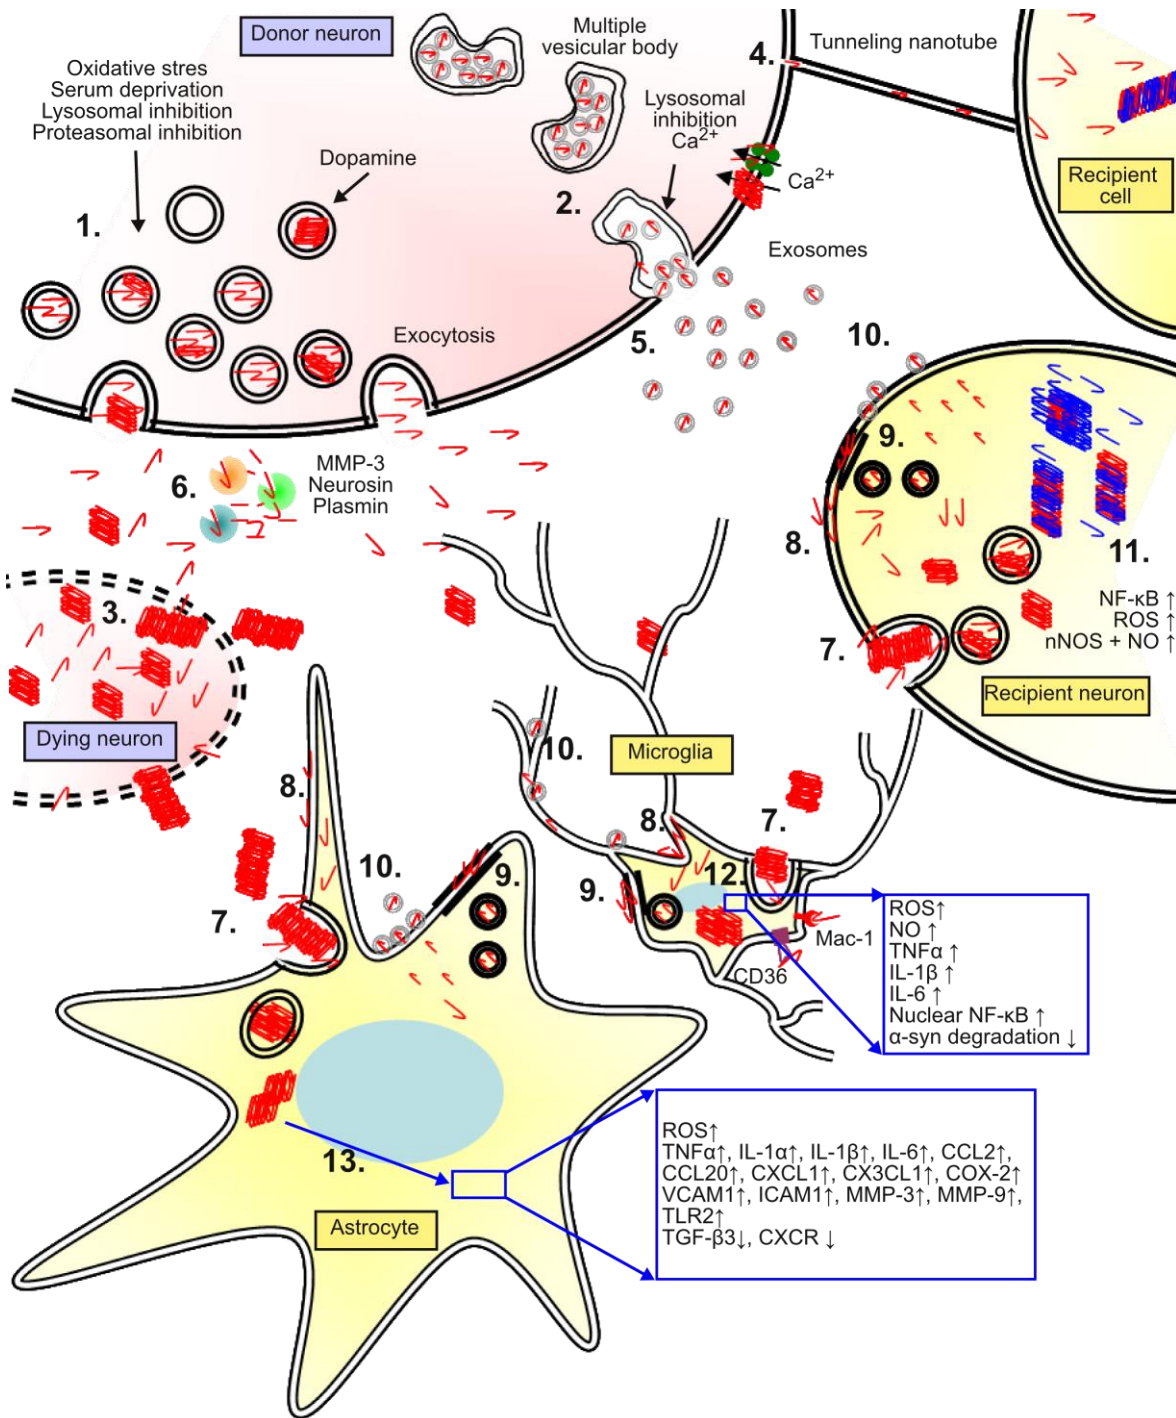 Donor neuron
Multiple
vesicular body
4.
Tunneling nanotube
Oxidative stres
Serum deprivation
Lysosomal inhibition
Proteasomal inhibition
Lysosomal
inhibition
Ca2+
Dopamine
Ca2+
Recipient
cell
1.
2.
Exosomes
Exocytosis
5.
10.
9.
6.
MMP-3
Neurosin
Plasmin
8.
11.
NF-κB ↑
ROS ↑
nNOS + NO ↑
3.
7.
Recipient neuron
Dying neuron
10.
Microglia
8.
8.
7.
10.
9.
9.
12.
7.
Mac-1
CD36
ROS↑
NO ↑
TNFα ↑
IL-1β ↑
IL-6 ↑
Nuclear NF-κB ↑
α-syn degradation ↓
13.
Astrocyte
ROS↑
TNFα↑, IL-1α↑, IL-1β↑, IL-6↑, CCL2↑,
CCL20↑, CXCL1↑, CX3CL1↑, COX-2↑
VCAM1↑, ICAM1↑, MMP-3↑, MMP-9↑,
TLR2↑
TGF-β3↓, CXCR ↓